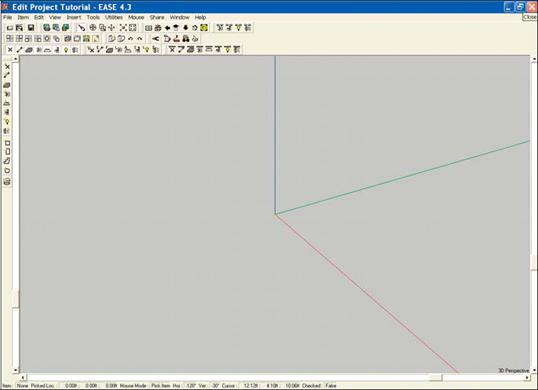 Edit Project Tutorial - EASE 4.3
File Item Edit View Insert Tools Utilities Mouse Share Window Help
Close
3D Perspective
Item: None Picked Loc : 0.00ft ; 0.00ft ; 0.00ft Mouse Mode : Pick Item Hor : -120° Ver : -30° Cursor : 12.12ft ; 4.10ft ; 10.06ft Checked : False